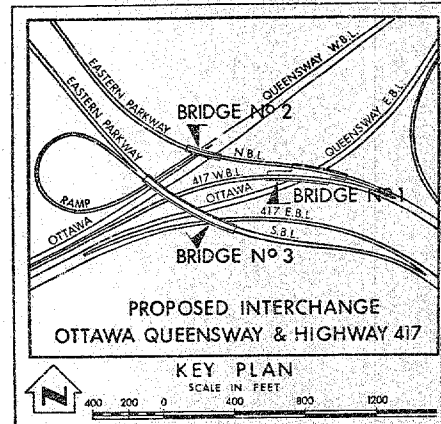 QUEENSWAY W.B.L.
EASTERN PARKWAY
EASTERN PARKWAY
BRIDGE Nº 2
QUEENSWAY E.B.L.
N.B.L.
417 W.B.L.
OTTAWA
BRIDGE Nº 1
RAMP
417 E.B.L.
OTTAWA
S.B.L.
BRIDGE Nº 3
PROPOSED INTERCHANGE
OTTAWA QUEENSWAY & HIGHWAY 417
KEY PLAN
SCALE IN FEET
N
400 200 0 400 800 1200